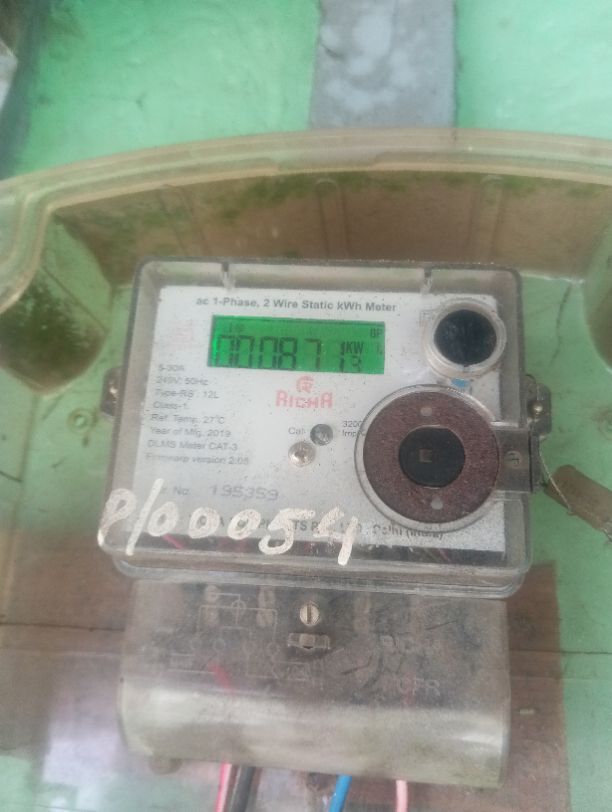 ac 1-Phase, 2 Wire Static kWh Meter
KW
5-30A
240V, 50Hz
Type-RS 12L
Class-1
Ref. Temp. 27°C
Year of Mfg. 2019
DLMS Meter CAT-3
Firmware version 2.05
RICHA
Cal
3200
No. 195359
Delhi (India)
P/000054